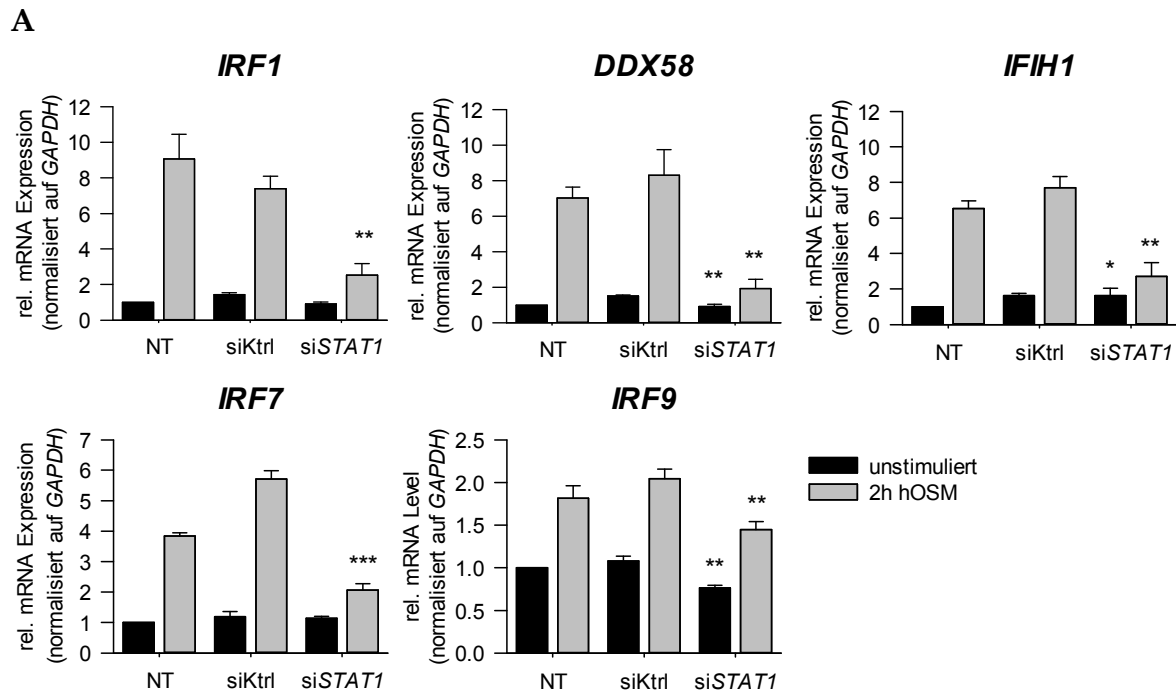 A
IRF1
rel. mRNA Expression
(normalisiert auf GAPDH)
12
10
8
6
4
2
0
**
NT siKtrl siSTAT1
DDX58
rel. mRNA Expression
(normalisiert auf GAPDH)
12
10
8
6
4
2
0
** **
NT siKtrl siSTAT1
IFIH1
rel. mRNA Expression
(normalisiert auf GAPDH)
12
10
8
6
4
2
0
* **
NT siKtrl siSTAT1
IRF7
rel. mRNA Expression
(normalisiert auf GAPDH)
7
6
5
4
3
2
1
0
***
NT siKtrl siSTAT1
IRF9
rel. mRNA Level
(normalisiert auf GAPDH)
2.5
2.0
1.5
1.0
0.5
0.0
** **
NT siKtrl siSTAT1
unstimuliert
2h hOSM